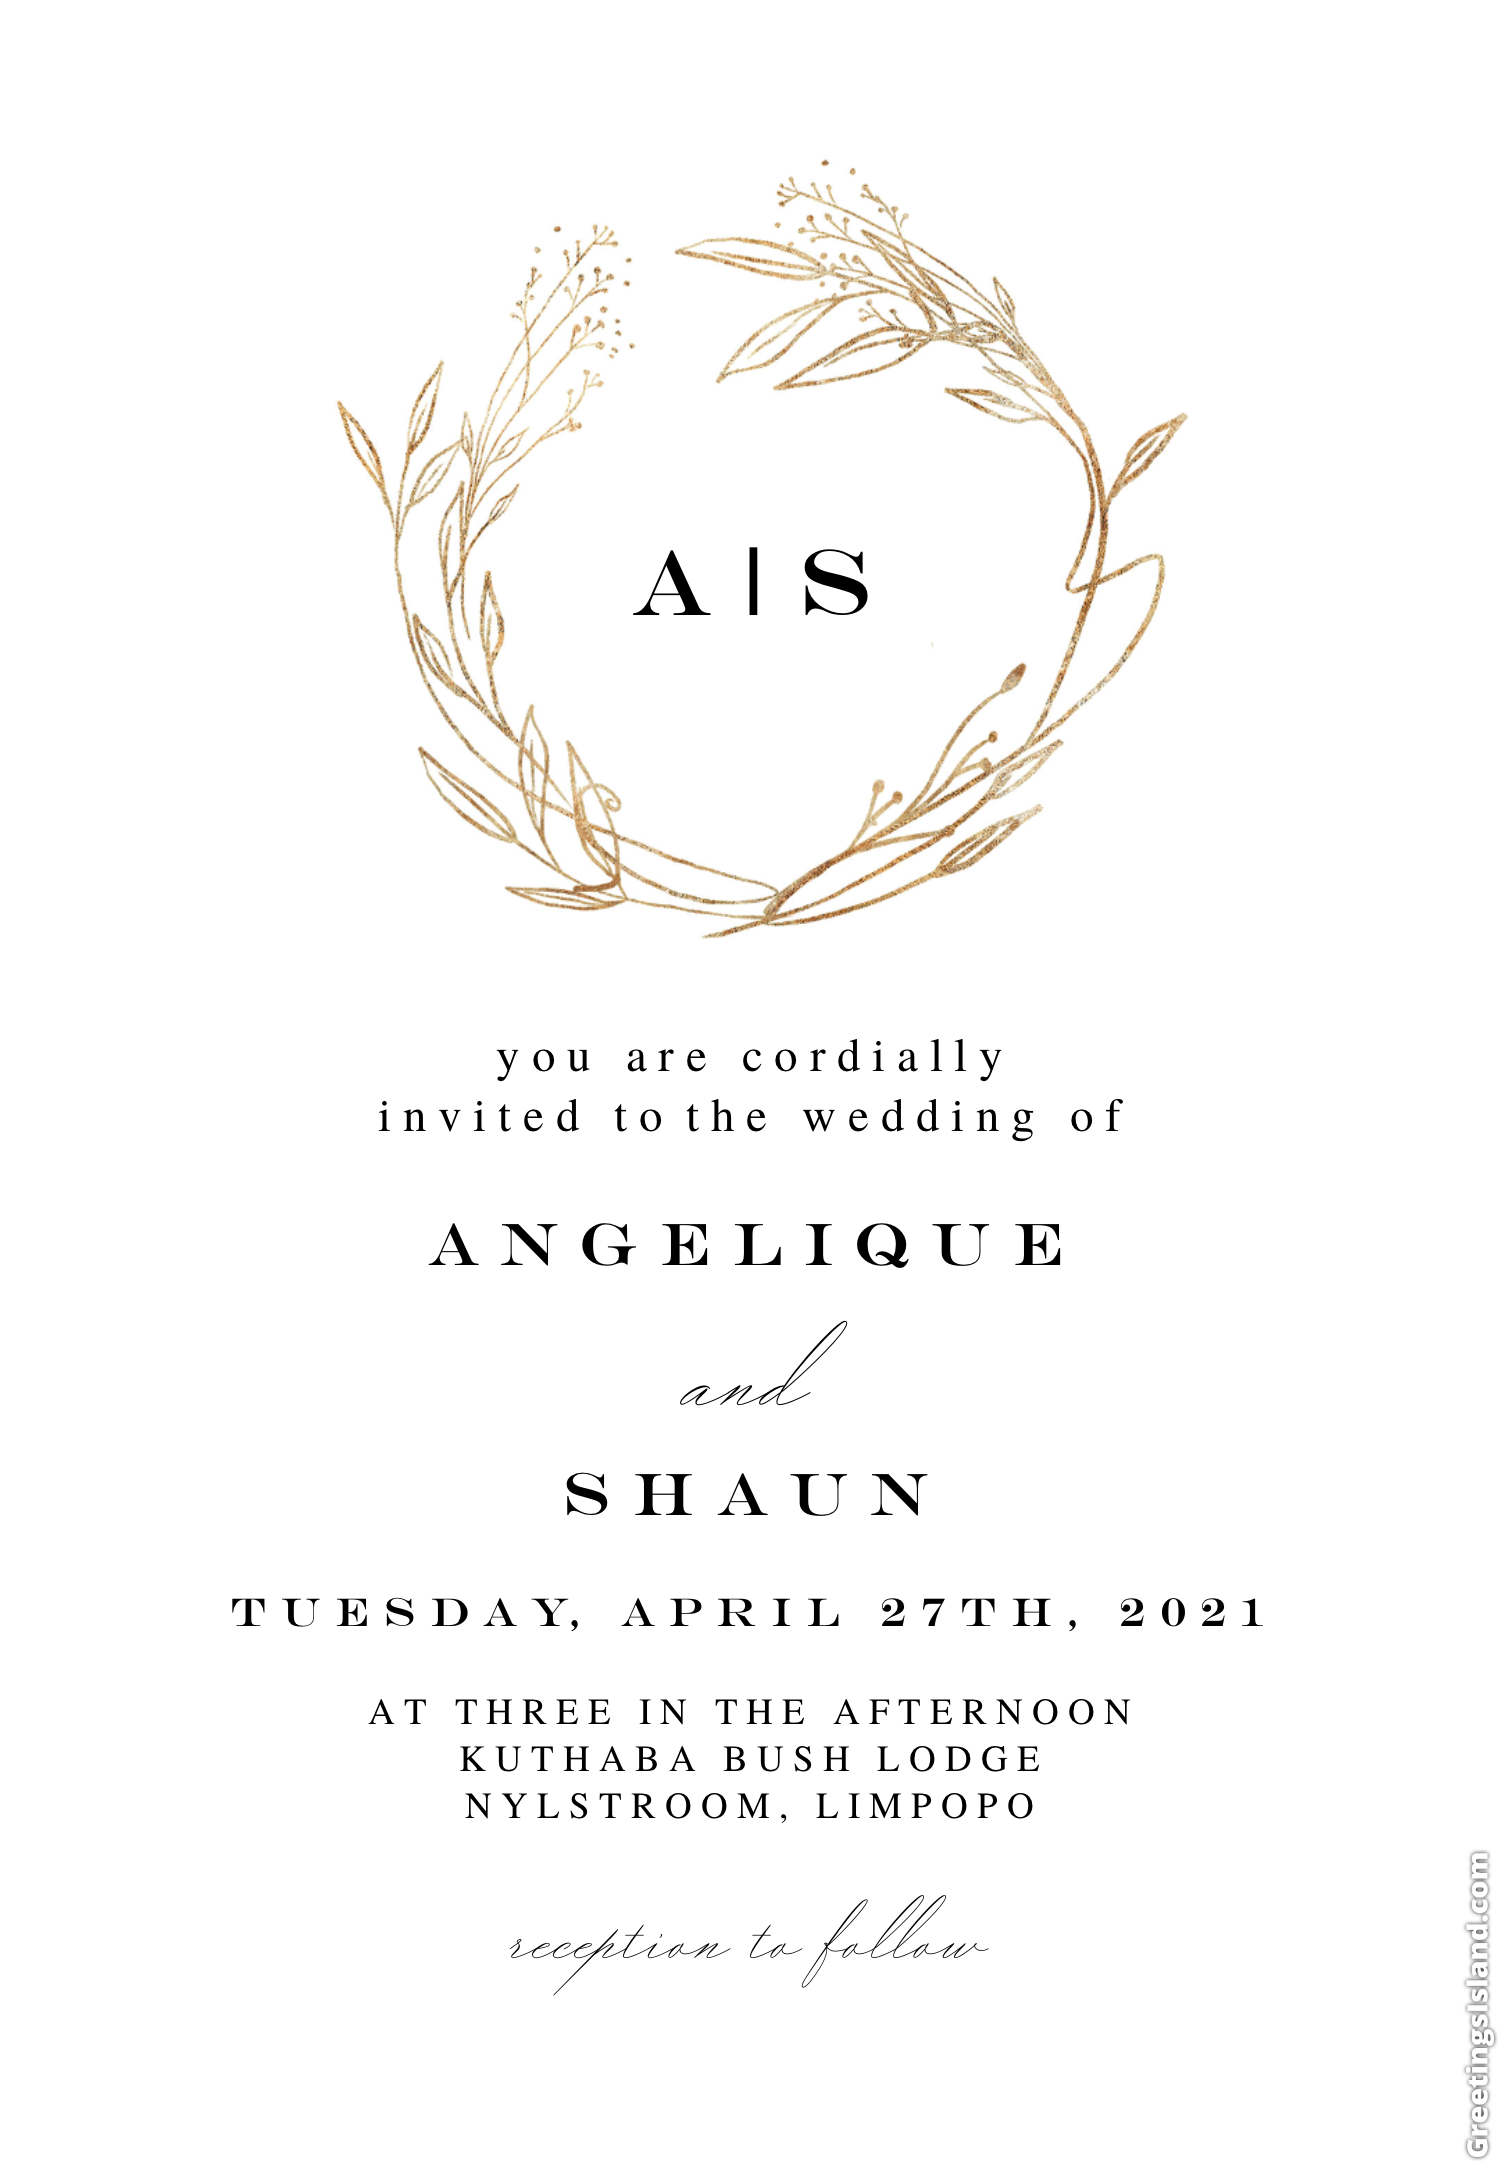 A | S
you are cordially
invited to the wedding of
ANGELIQUE
and
SHAUN
TUESDAY, APRIL 27TH, 2021
AT THREE IN THE AFTERNOON
KUTHABA BUSH LODGE
NYLSTROOM, LIMPOPO
reception to follow
GreetingsIsland.com